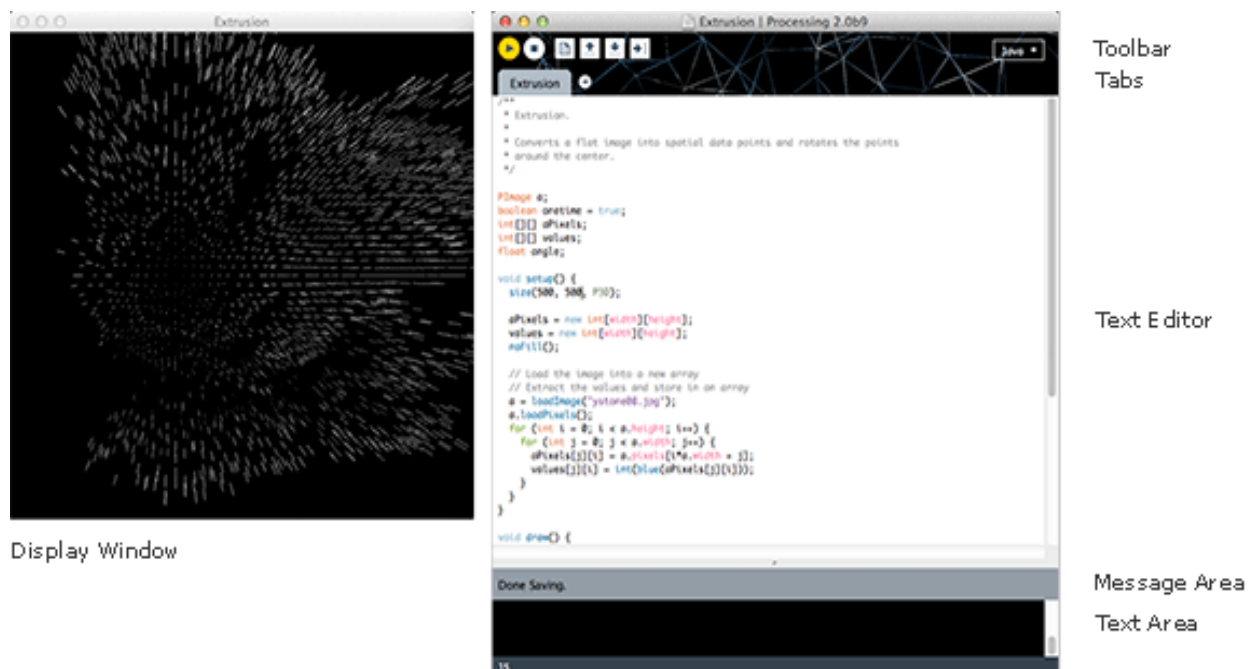 Extrusion
Extrusion | Processing 2.0b9
Java
Toolbar
Extrusion
Tabs
/**
* Extrusion.
*
* Converts a flat image into spatial data points and rotates the points
* around the center.
*/
PImage a;
boolean onetime = true;
int[][] aPixels;
int[][] values;
float angle;
void setup() {
size(500, 500, P3D);
aPixels = new int[width][height];
values = new int[width][height];
noFill();
Text Editor
// Load the image into a new array
// Extract the values and store in an array
a = loadImage("ystone08.jpg");
a.loadPixels();
for (int i = 0; i < a.height; i++) {
for (int j = 0; j < a.width; j++) {
aPixels[j][i] = a.pixels[i*a.width + j];
values[j][i] = int(blue(aPixels[j][i]));
}
}
}
void draw() {
Display Window
Done Saving.
Message Area
Text Area
15